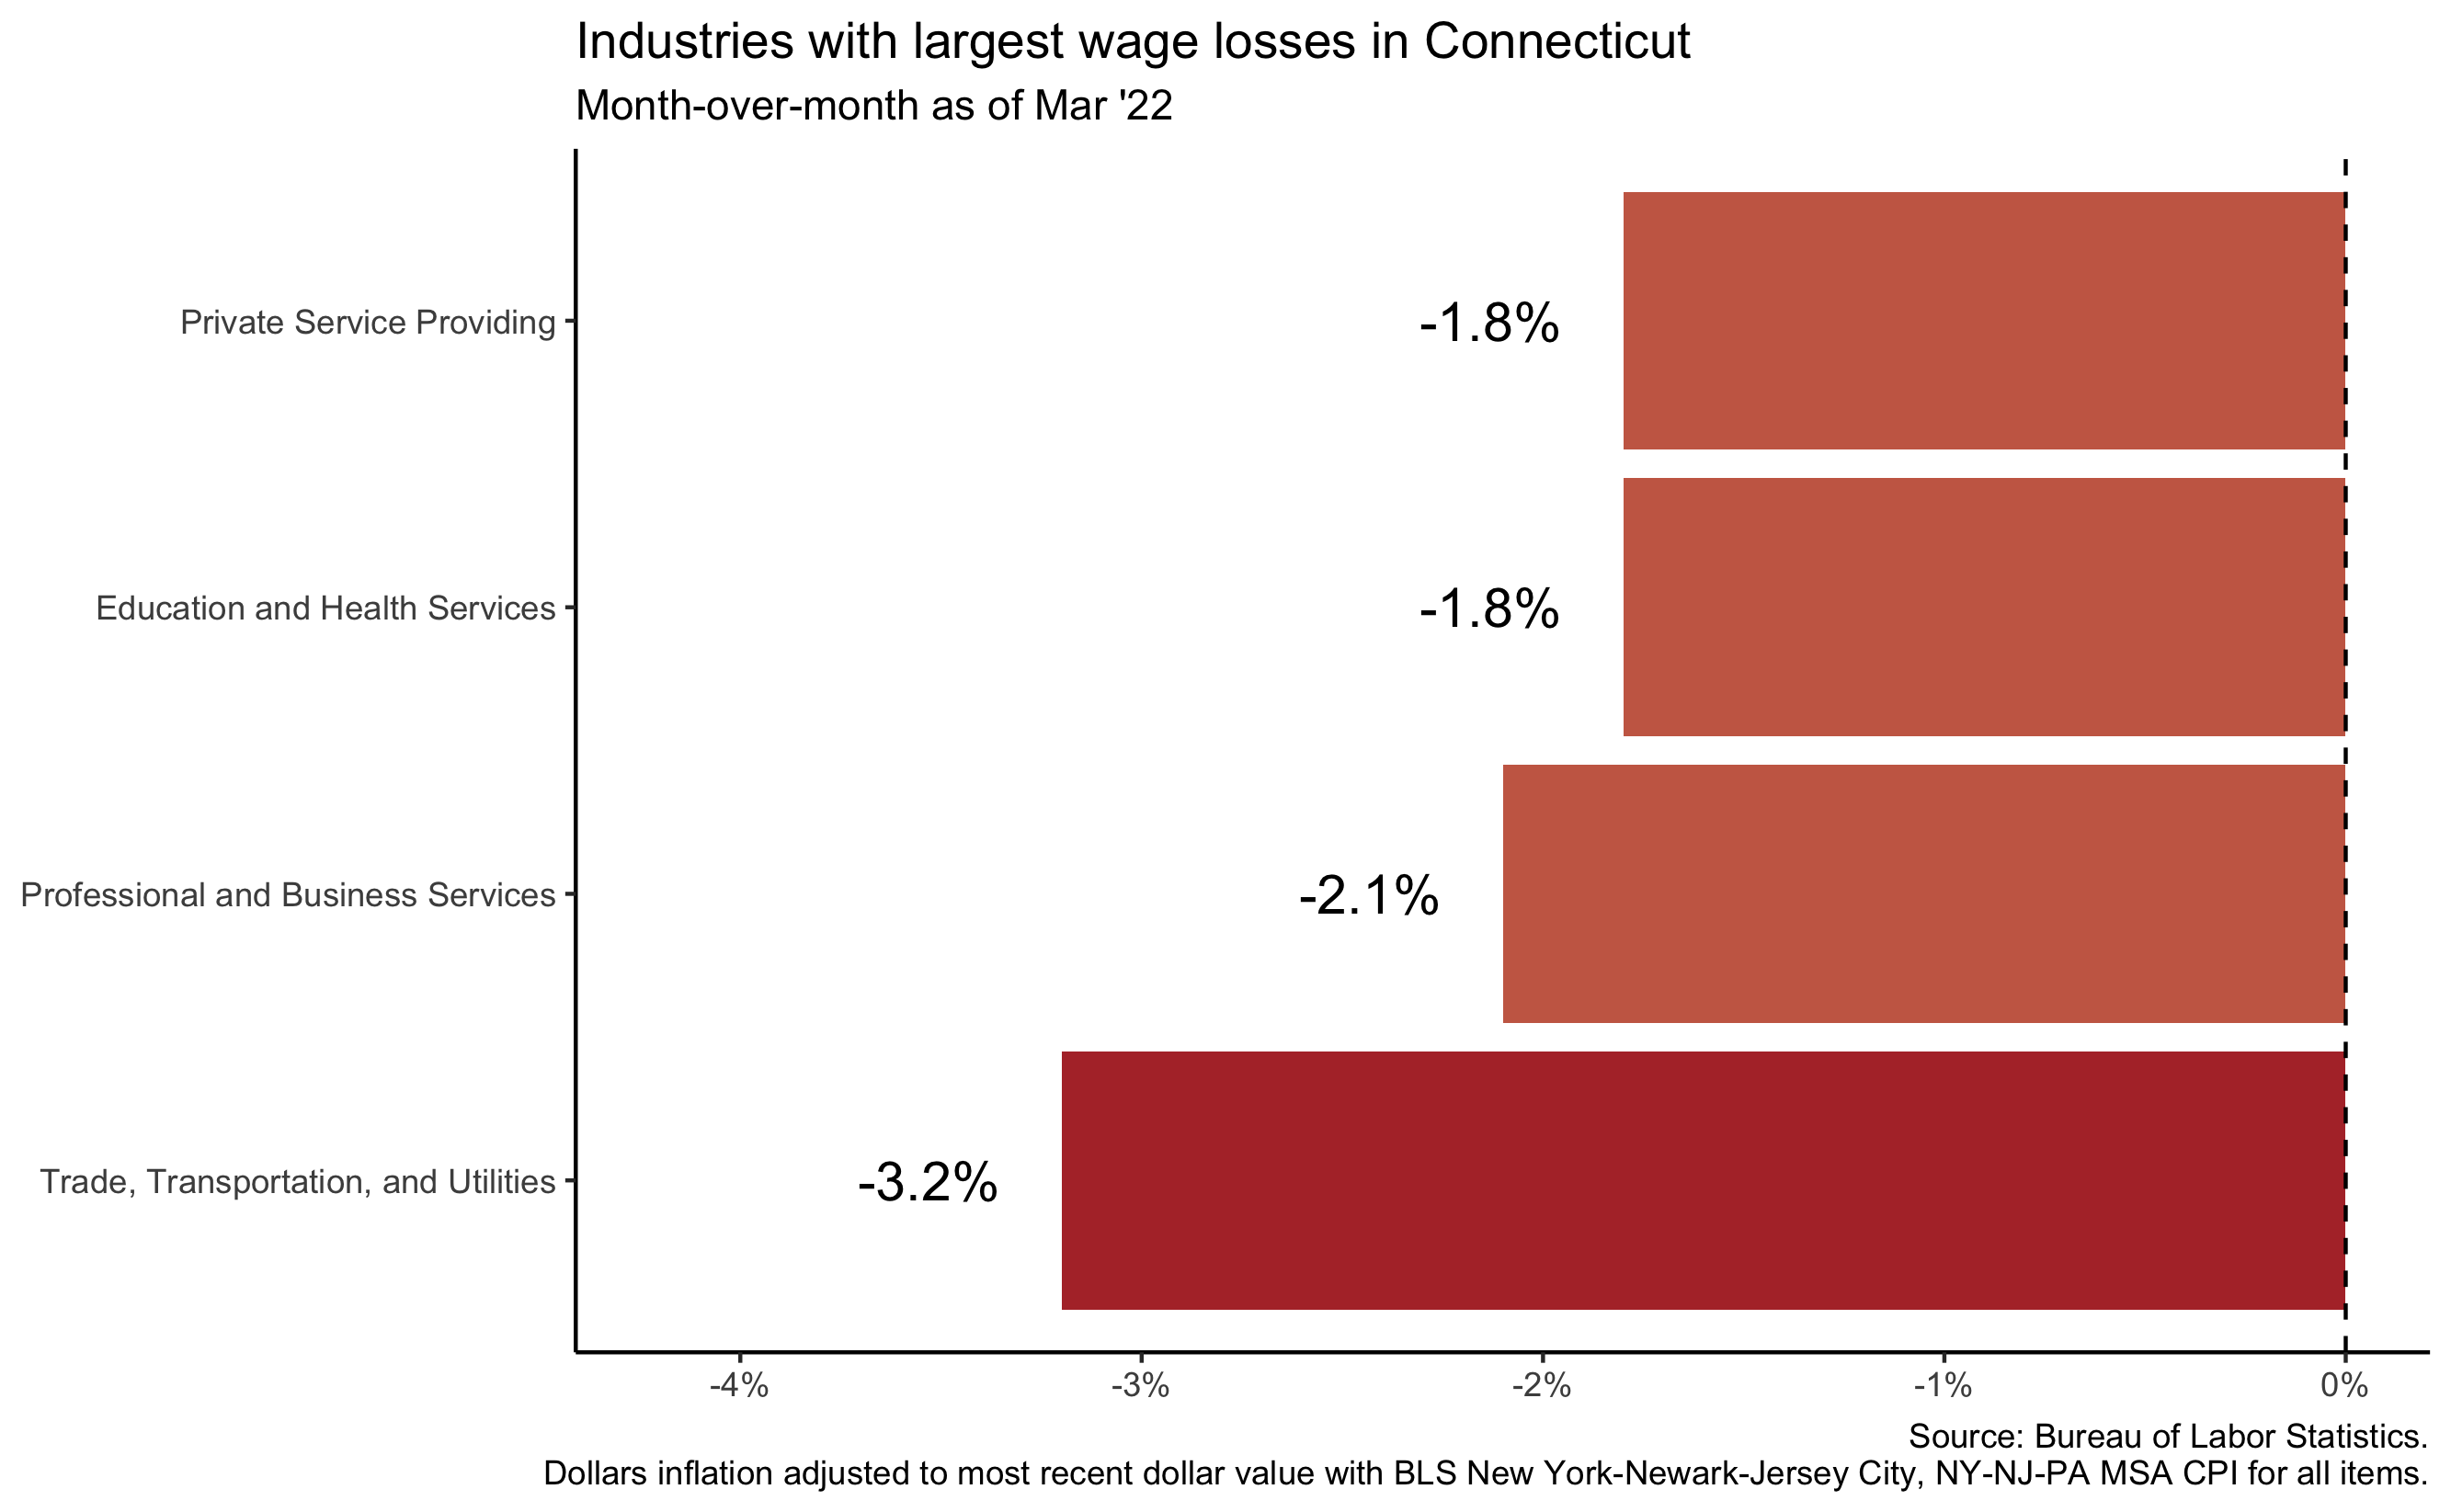 Industries with largest wage losses in Connecticut
Month-over-month as of Mar '22
Private Service Providing
-1.8%
Education and Health Services
-1.8%
Professional and Business Services
-2.1%
Trade, Transportation, and Utilities
-3.2%
-4%
-3%
-2%
-1%
0%
Source: Bureau of Labor Statistics.
Dollars inflation adjusted to most recent dollar value with BLS New York-Newark-Jersey City, NY-NJ-PA MSA CPI for all items.